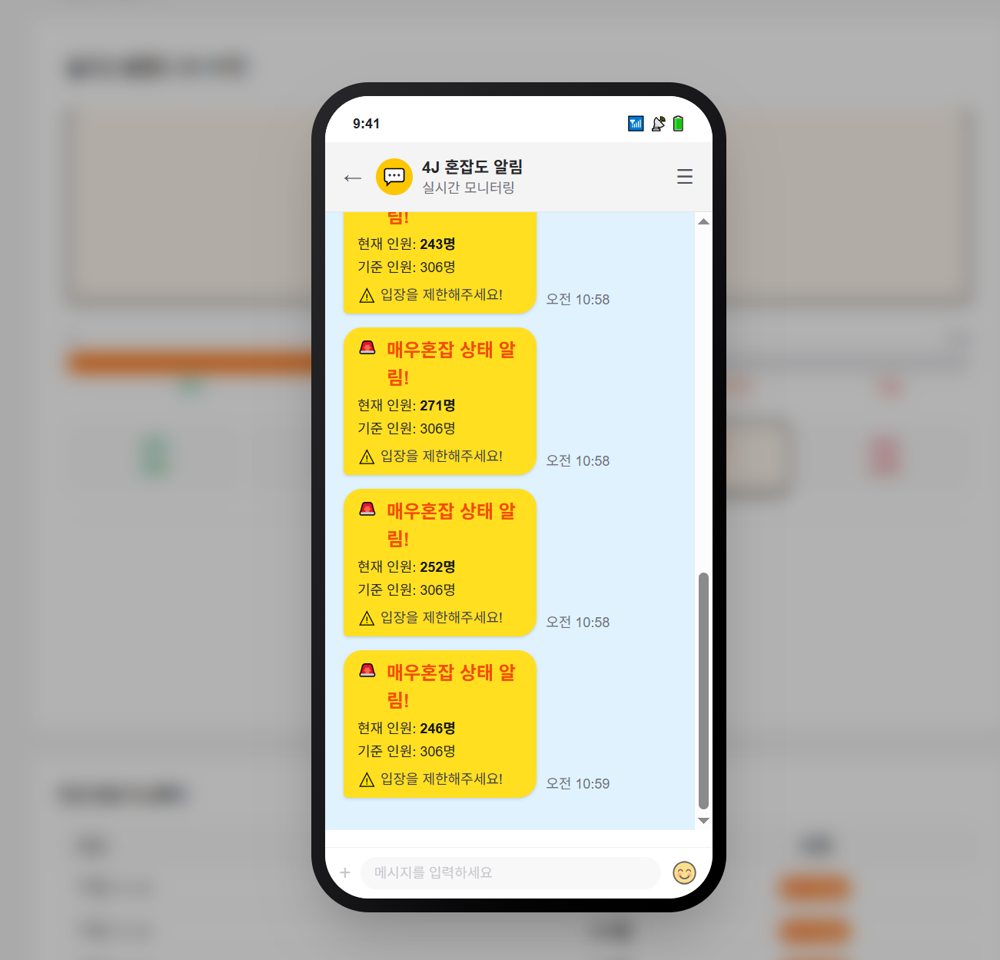 9:41
4J 혼잡도 알림
실시간 모니터링
림!
현재 인원: 243명
기준 인원: 306명
⚠ 입장을 제한해주세요!
오전 10:58
🚨 매우혼잡 상태 알
림!
현재 인원: 271명
기준 인원: 306명
⚠ 입장을 제한해주세요!
오전 10:58
🚨 매우혼잡 상태 알
림!
현재 인원: 252명
기준 인원: 306명
⚠ 입장을 제한해주세요!
오전 10:58
🚨 매우혼잡 상태 알
림!
현재 인원: 246명
기준 인원: 306명
⚠ 입장을 제한해주세요!
오전 10:59
메시지를 입력하세요